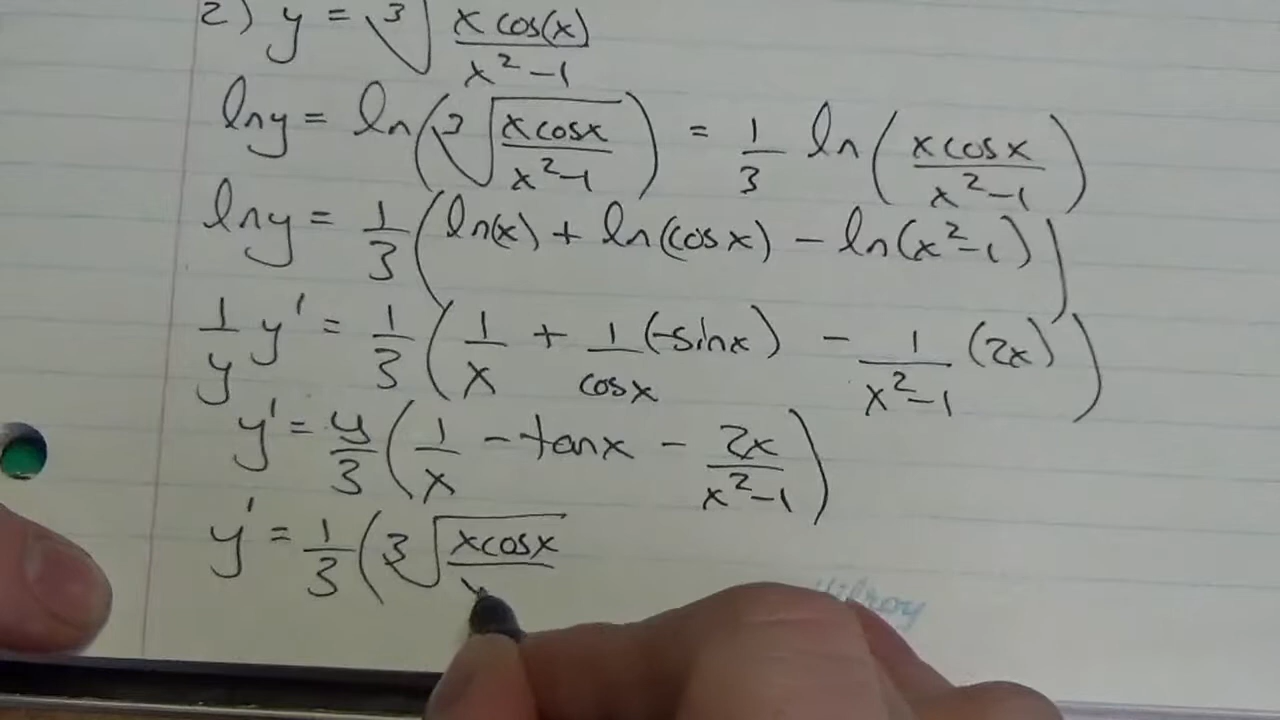 2) y = ∛(x cos(x) / x² - 1)
ln y = ln(∛(x cos x / x² - 1)) = 1/3 ln(x cos x / x² - 1)
ln y = 1/3 (ln(x) + ln(cos x) - ln(x² - 1))
1/y y' = 1/3 (1/x + 1/cos x (-sin x) - 1/x² - 1 (2x))
y' = y/3 (1/x - tan x - 2x/x² - 1)
y' = 1/3 (∛(x cos x / x
Hilroy